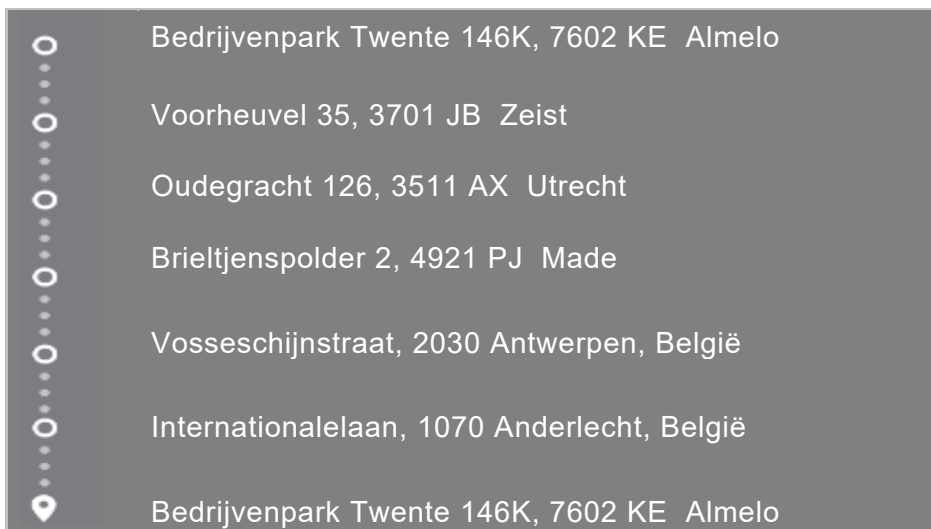 Bedrijvenpark Twente 146K, 7602 KE Almelo
Voorheuvel 35, 3701 JB Zeist
Oudegracht 126, 3511 AX Utrecht
Brieltjenspolder 2, 4921 PJ Made
Vosseschijnstraat, 2030 Antwerpen, België
Internationalelaan, 1070 Anderlecht, België
Bedrijvenpark Twente 146K, 7602 KE Almelo